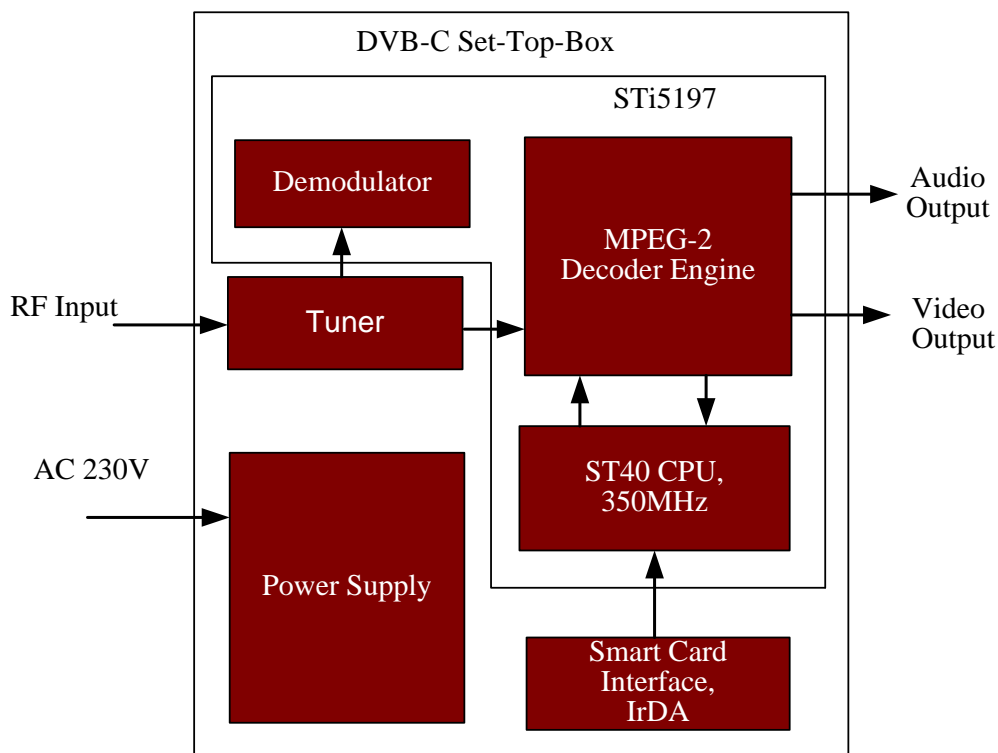 DVB-C Set-Top-Box
STi5197
Demodulator
MPEG-2
Decoder Engine
Audio
Output
Video
Output
RF Input
Tuner
ST40 CPU,
350MHz
AC 230V
Power Supply
Smart Card
Interface,
IrDA